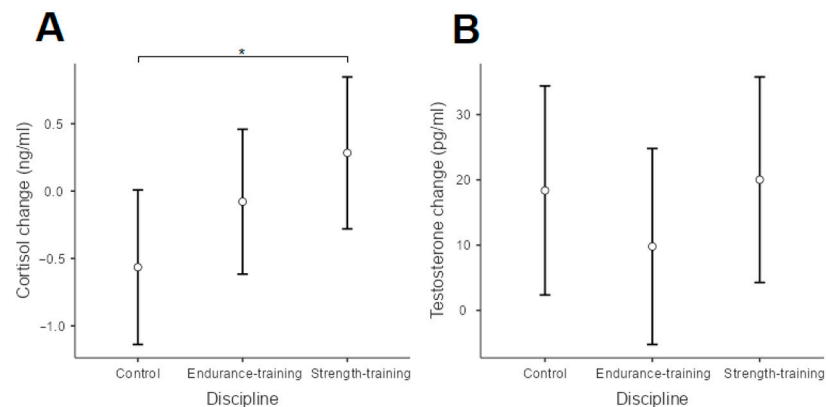 A
*
Cortisol change (ng/ml)
0.5
0.0
−0.5
−1.0
Control Endurance-training Strength-training
Discipline
B
Testosterone change (pg/ml)
30
20
10
0
Control Endurance-training Strength-training
Discipline